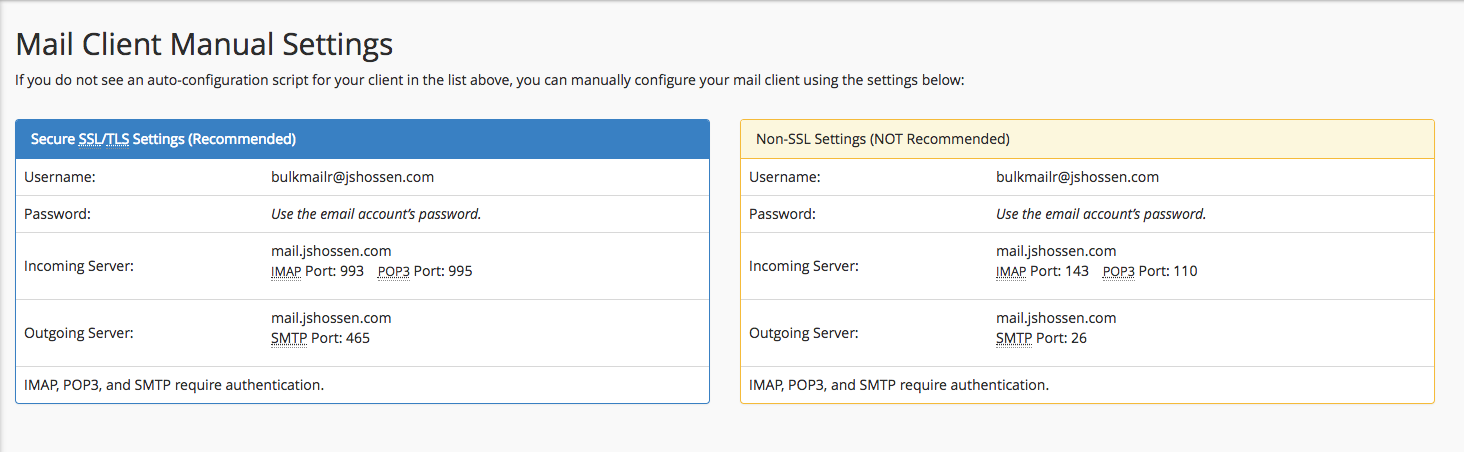 Mail Client Manual Settings
If you do not see an auto-configuration script for your client in the list above, you can manually configure your mail client using the settings below:
Secure SSL/TLS Settings (Recommended)
Username: bulkmailr@jshossen.com
Password: Use the email account's password.
Incoming Server: mail.jshossen.com
IMAP Port: 993 POP3 Port: 995
Outgoing Server: mail.jshossen.com
SMTP Port: 465
IMAP, POP3, and SMTP require authentication.
Non-SSL Settings (NOT Recommended)
Username: bulkmailr@jshossen.com
Password: Use the email account's password.
Incoming Server: mail.jshossen.com
IMAP Port: 143 POP3 Port: 110
Outgoing Server: mail.jshossen.com
SMTP Port: 26
IMAP, POP3, and SMTP require authentication.